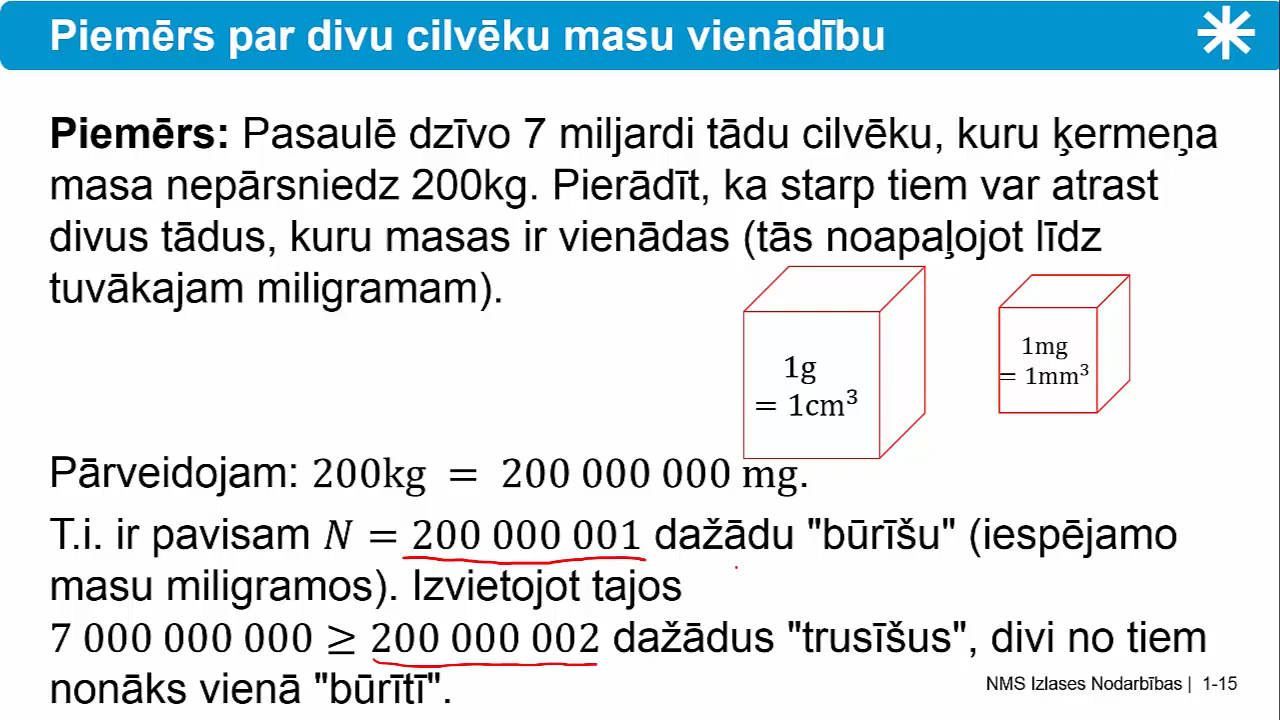 Piemērs par divu cilvēku masu vienādību
Piemērs: Pasaulē dzīvo 7 miljardi tādu cilvēku, kuru ķermeņa
masa nepārsniedz 200kg. Pierādīt, ka starp tiem var atrast
divus tādus, kuru masas ir vienādas (tās noapaļojot līdz
tuvākajam miligramam).
1g
= 1cm³
1mg
= 1mm³
Pārveidojam: 200kg = 200 000 000 mg.
T.i. ir pavisam N = 200 000 001 dažādu "būrīšu" (iespējamo
masu miligramos). Izvietojot tajos
7 000 000 000 ≥ 200 000 002 dažādus "trusīšus", divi no tiem
nonāks vienā "būrītī".
NMS Izlases Nodarbības | 1-15